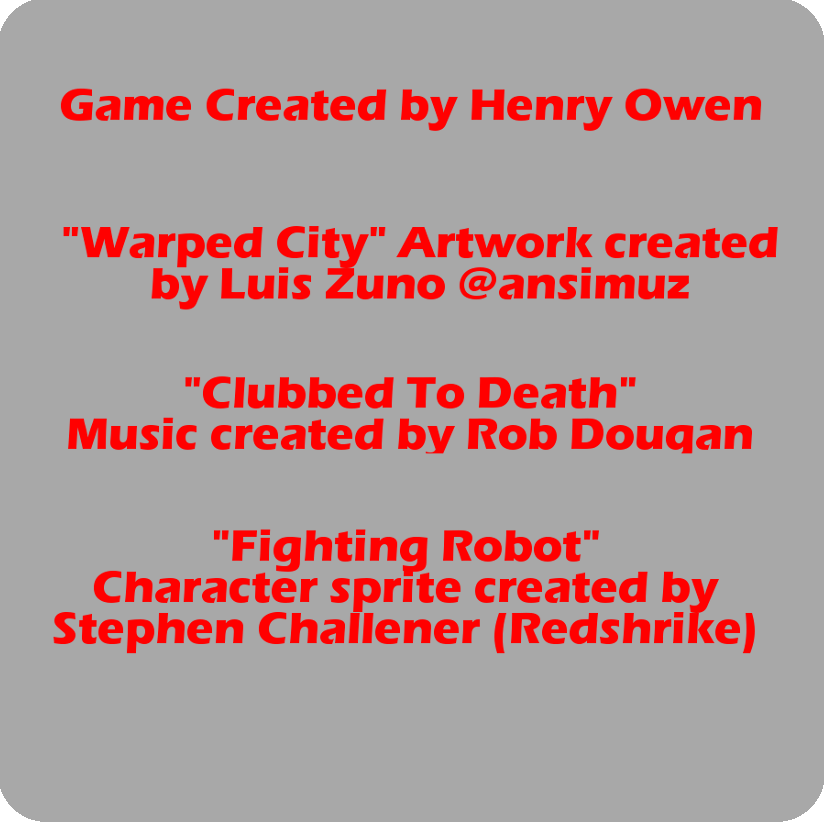 Game Created by Henry Owen
"Warped City" Artwork created
by Luis Zuno @ansimuz
"Clubbed To Death"
Music created by Rob Dougan
"Fighting Robot"
Character sprite created by
Stephen Challener (Redshrike)